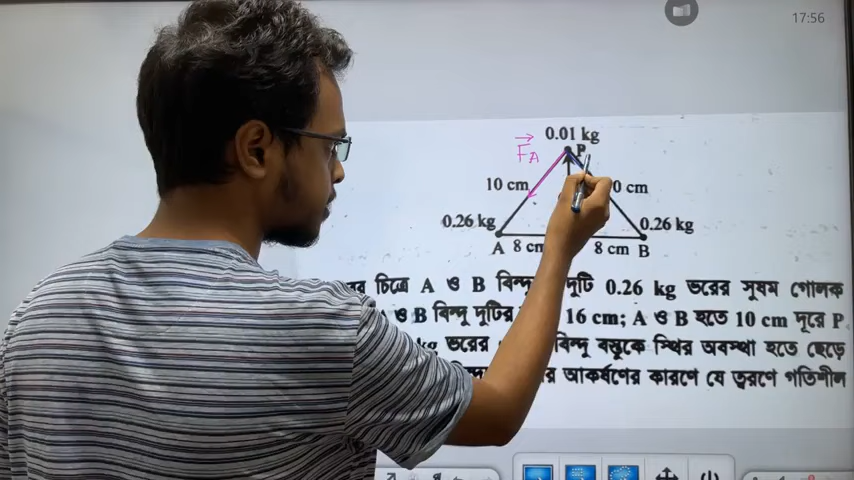 17:56
0.01 kg
F_A P
10 cm 0 cm
0.26 kg 0.26 kg
A 8 cm 8 cm B
চিত্রে A ও B দুটি 0.26 kg ভরের সুষম গোলক
ও B বিন্দু দুটির 16 cm; A ও B হতে 10 cm দূরে P
ভরের বিন্দু বস্তুকে স্থির অবস্থা হতে ছেড়ে
আকর্ষণের কারণে যে ত্বরণে গতিশীল